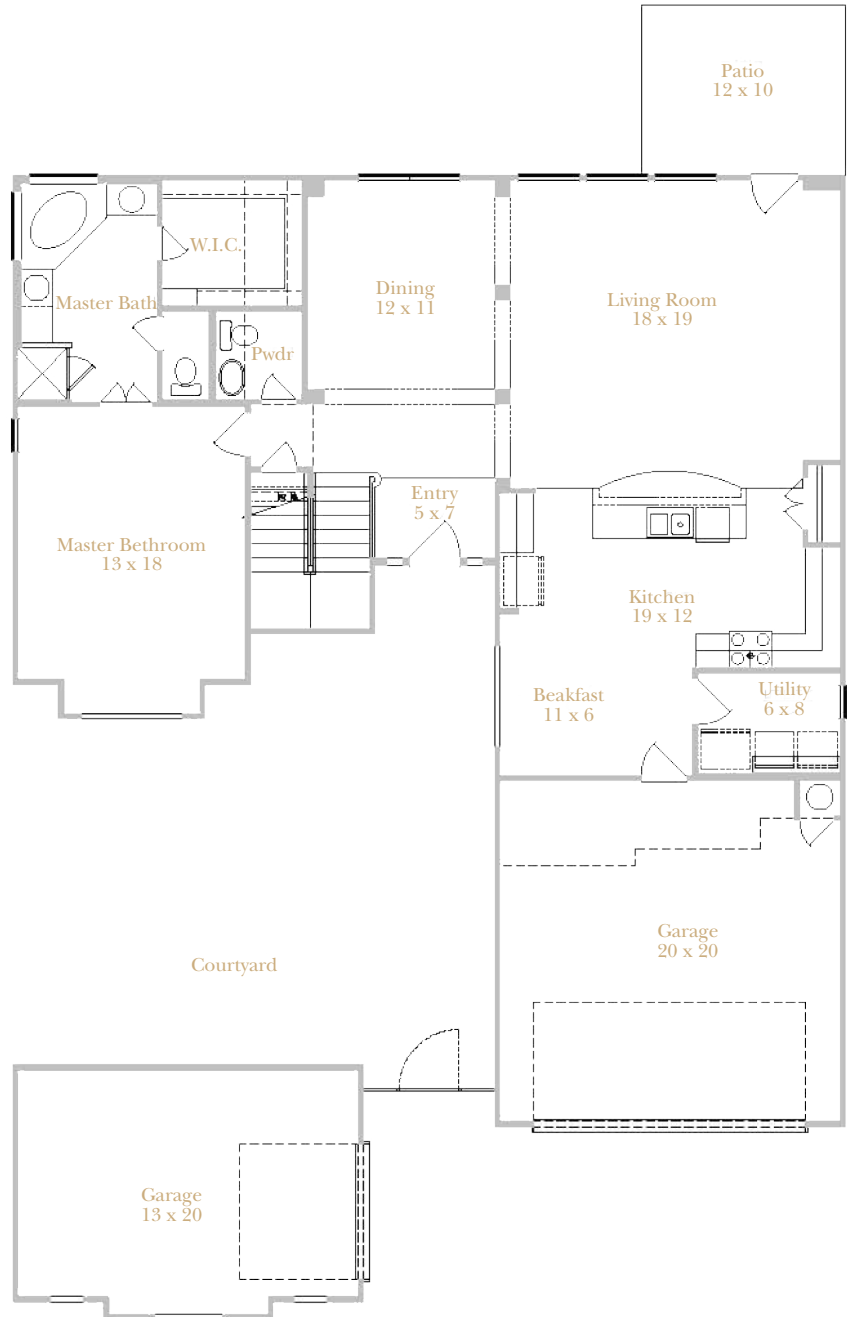 Patio
12 x 10
W.I.C.
Master Bath
Dining
12 x 11
Living Room
18 x 19
Pwdr
Entry
5 x 7
Master Bethroom
13 x 18
Kitchen
19 x 12
Beakfast
11 x 6
Utility
6 x 8
Garage
20 x 20
Courtyard
Garage
13 x 20